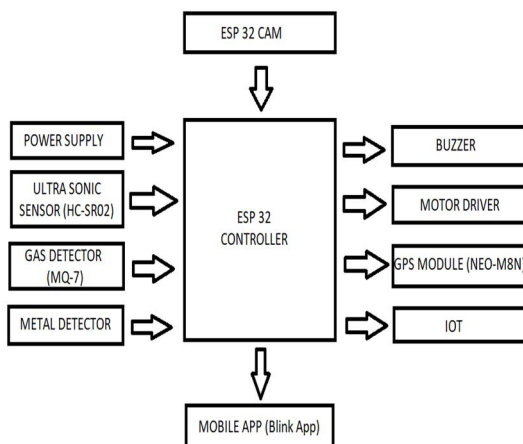 ESP 32 CAM
POWER SUPPLY
ULTRA SONIC
SENSOR (HC-SR02)
GAS DETECTOR
(MQ-7)
METAL DETECTOR
ESP 32
CONTROLLER
BUZZER
MOTOR DRIVER
GPS MODULE (NEO-M8N)
IOT
MOBILE APP (Blink App)